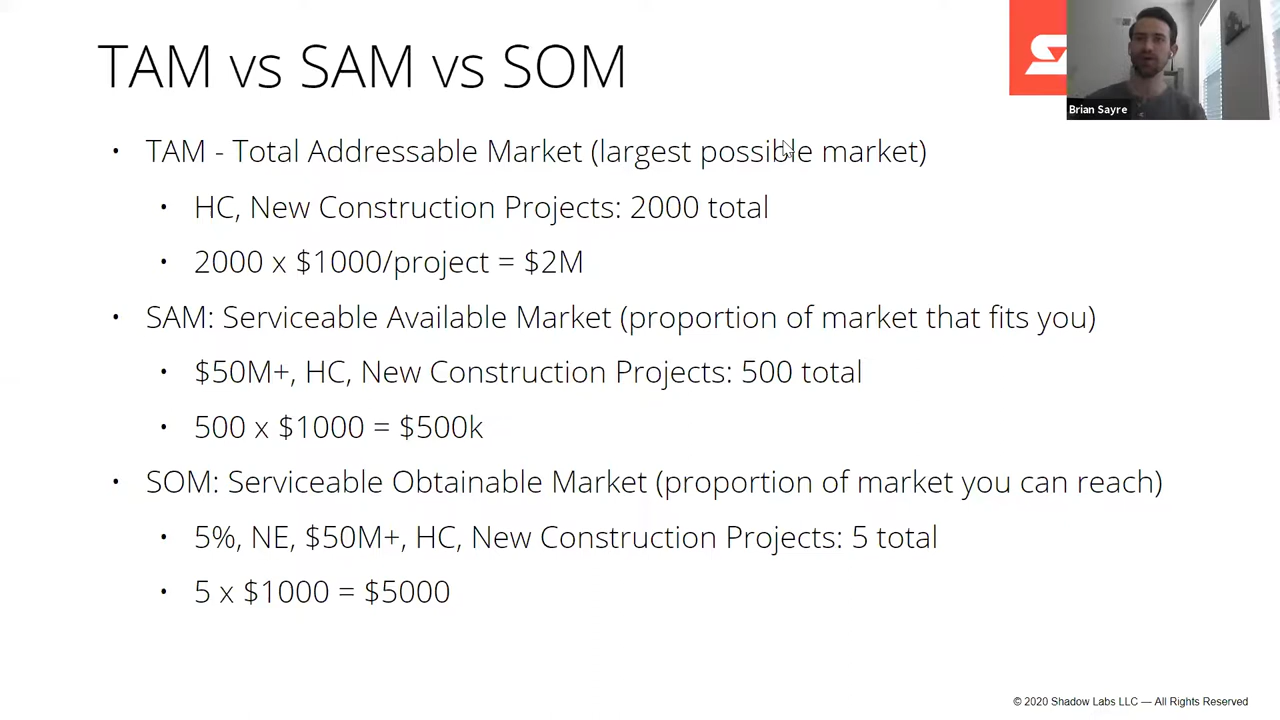 TAM vs SAM vs SOM
Brian Sayre
• TAM - Total Addressable Market (largest possible market)
• HC, New Construction Projects: 2000 total
• 2000 x $1000/project = $2M
• SAM: Serviceable Available Market (proportion of market that fits you)
• $50M+, HC, New Construction Projects: 500 total
• 500 x $1000 = $500k
• SOM: Serviceable Obtainable Market (proportion of market you can reach)
• 5%, NE, $50M+, HC, New Construction Projects: 5 total
• 5 x $1000 = $5000
© 2020 Shadow Labs LLC — All Rights Reserved